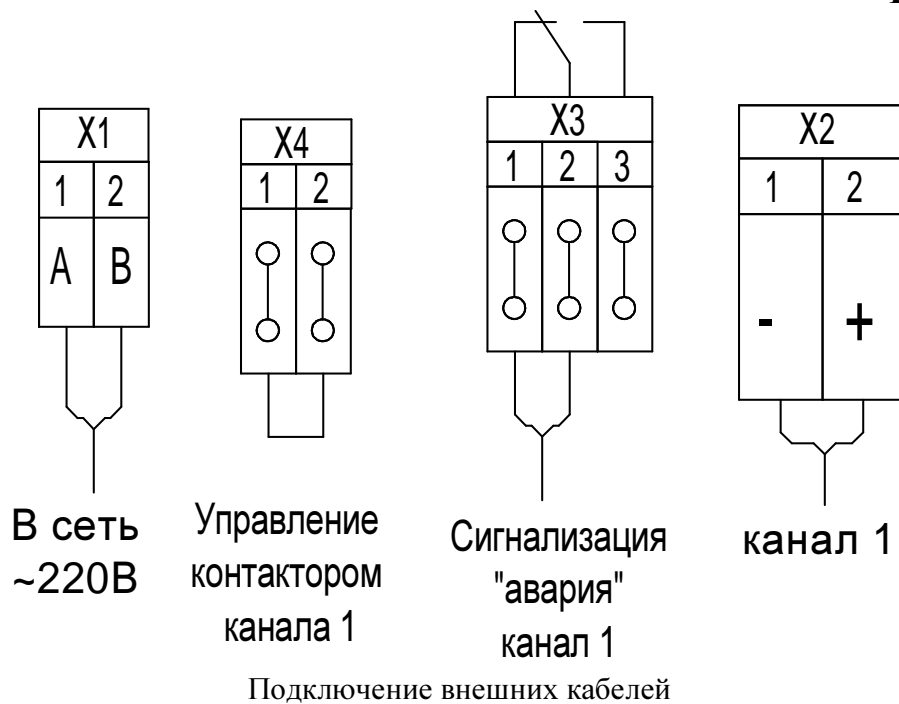 X1
1 2
A B
В сеть
~220В
X4
1 2
Управление
контактором
канала 1
X3
1 2 3
Сигнализация
"авария"
канал 1
X2
1 2
- +
канал 1
Подключение внешних кабелей